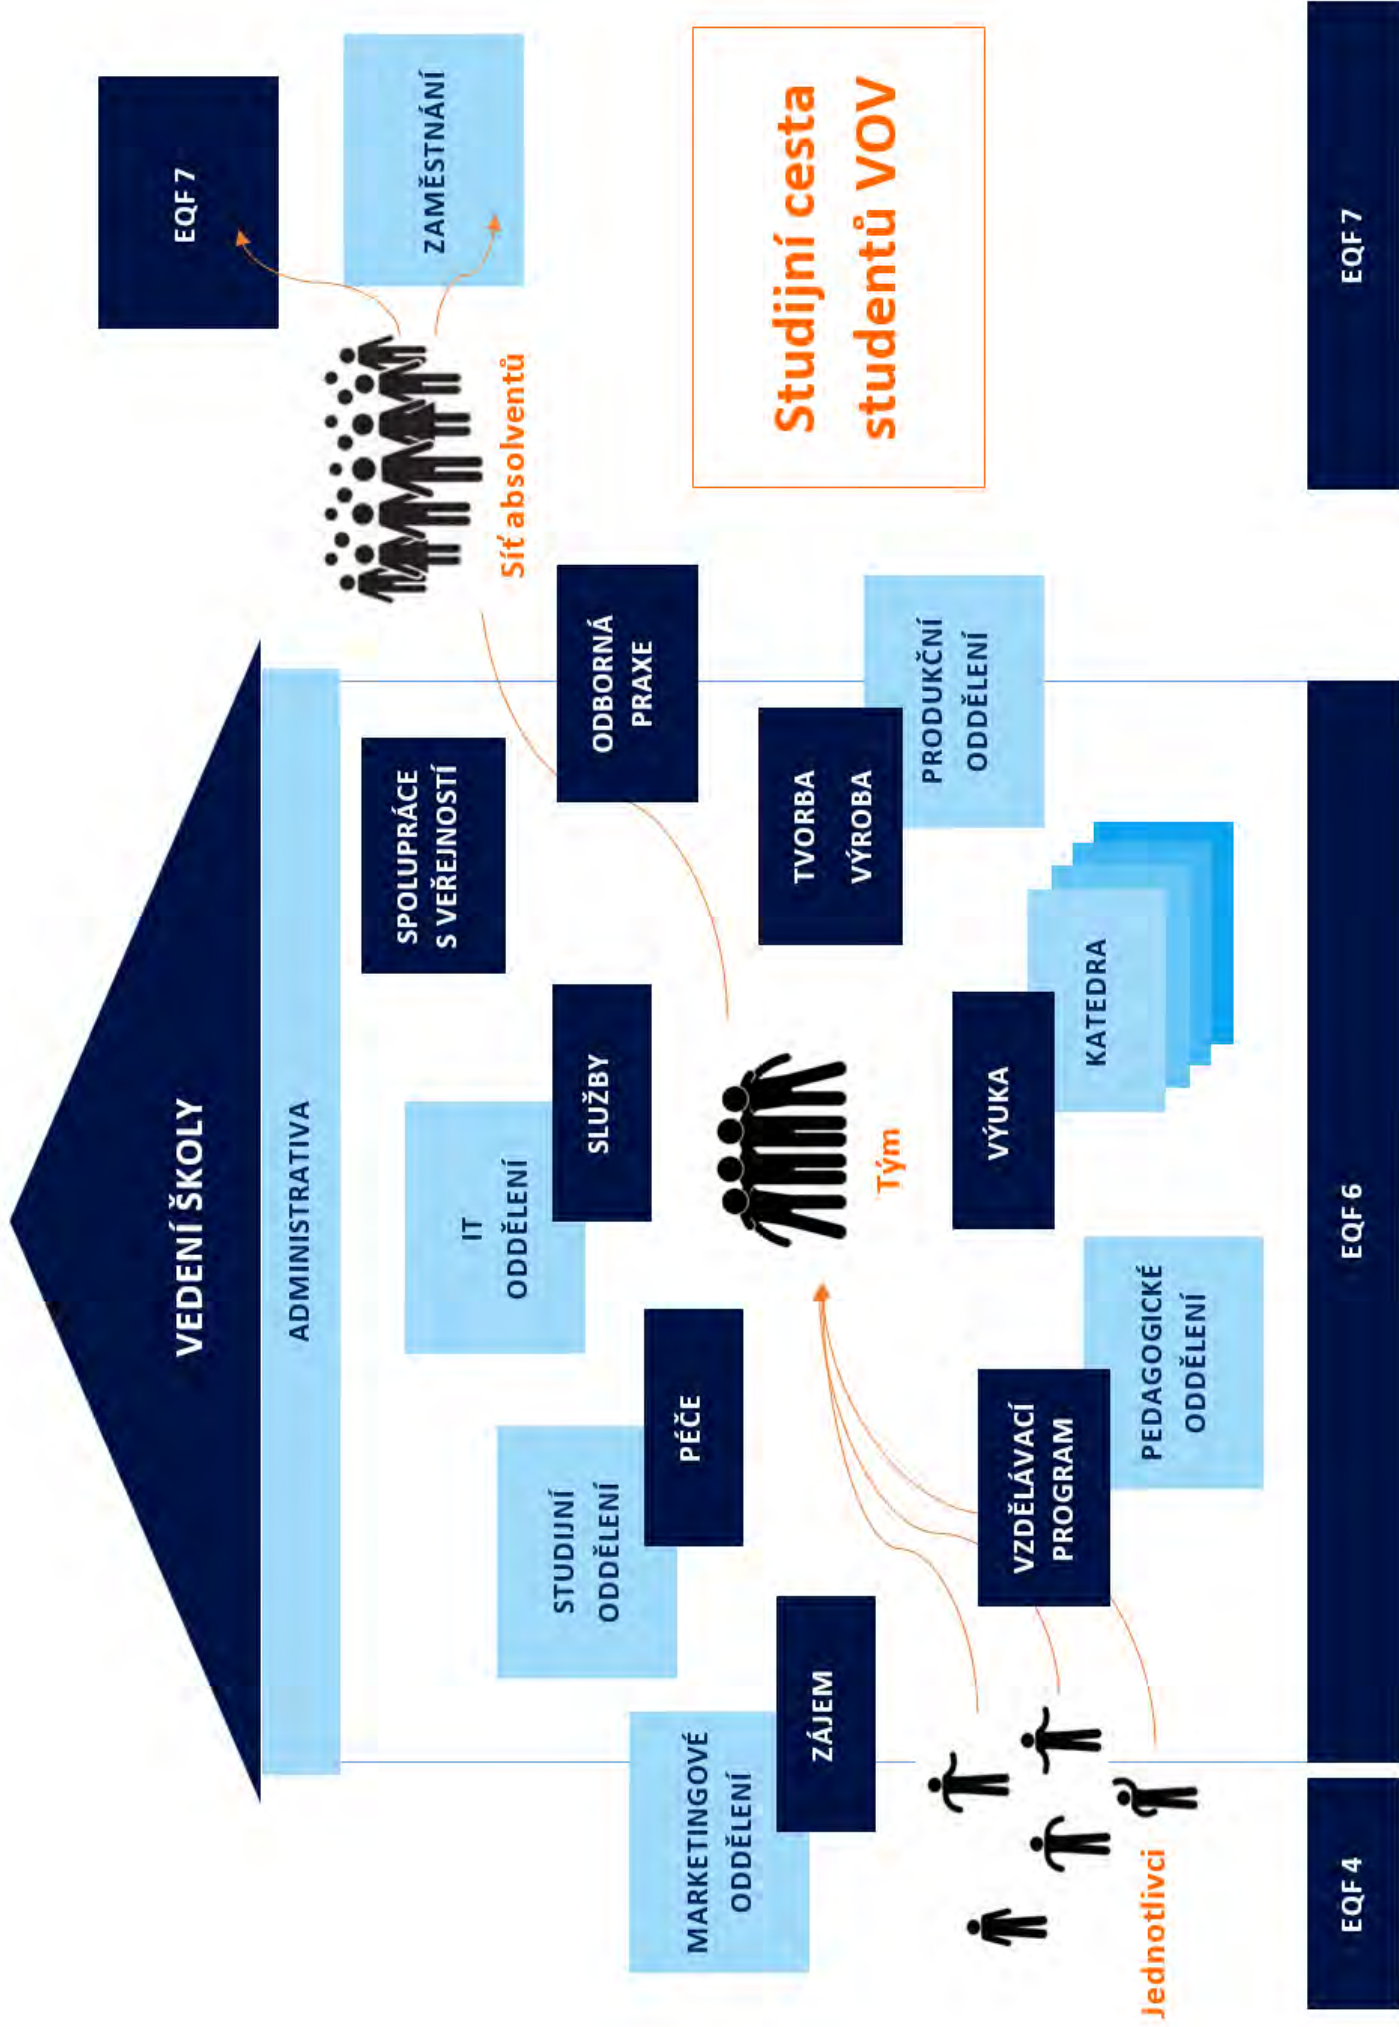 VEDENÍ ŠKOLY
ADMINISTRATIVA
EQF 7
ZAMĚSTNÁNÍ
Síť absolventů
Studijní cesta
studentů VOV
SPOLUPRÁCE
S VEŘEJNOSTÍ
ODBORNÁ
PRAXE
IT
ODDĚLENÍ
SLUŽBY
STUDIJNÍ
ODDĚLENÍ
PÉČE
MARKETINGOVÉ
ODDĚLENÍ
ZÁJEM
Tým
TVORBA
VÝROBA
PRODUKČNÍ
ODDĚLENÍ
VÝUKA
KATEDRA
VZDĚLÁVACÍ
PROGRAM
PEDAGOGICKÉ
ODDĚLENÍ
Jednotlivci
EQF 4
EQF 6
EQF 7